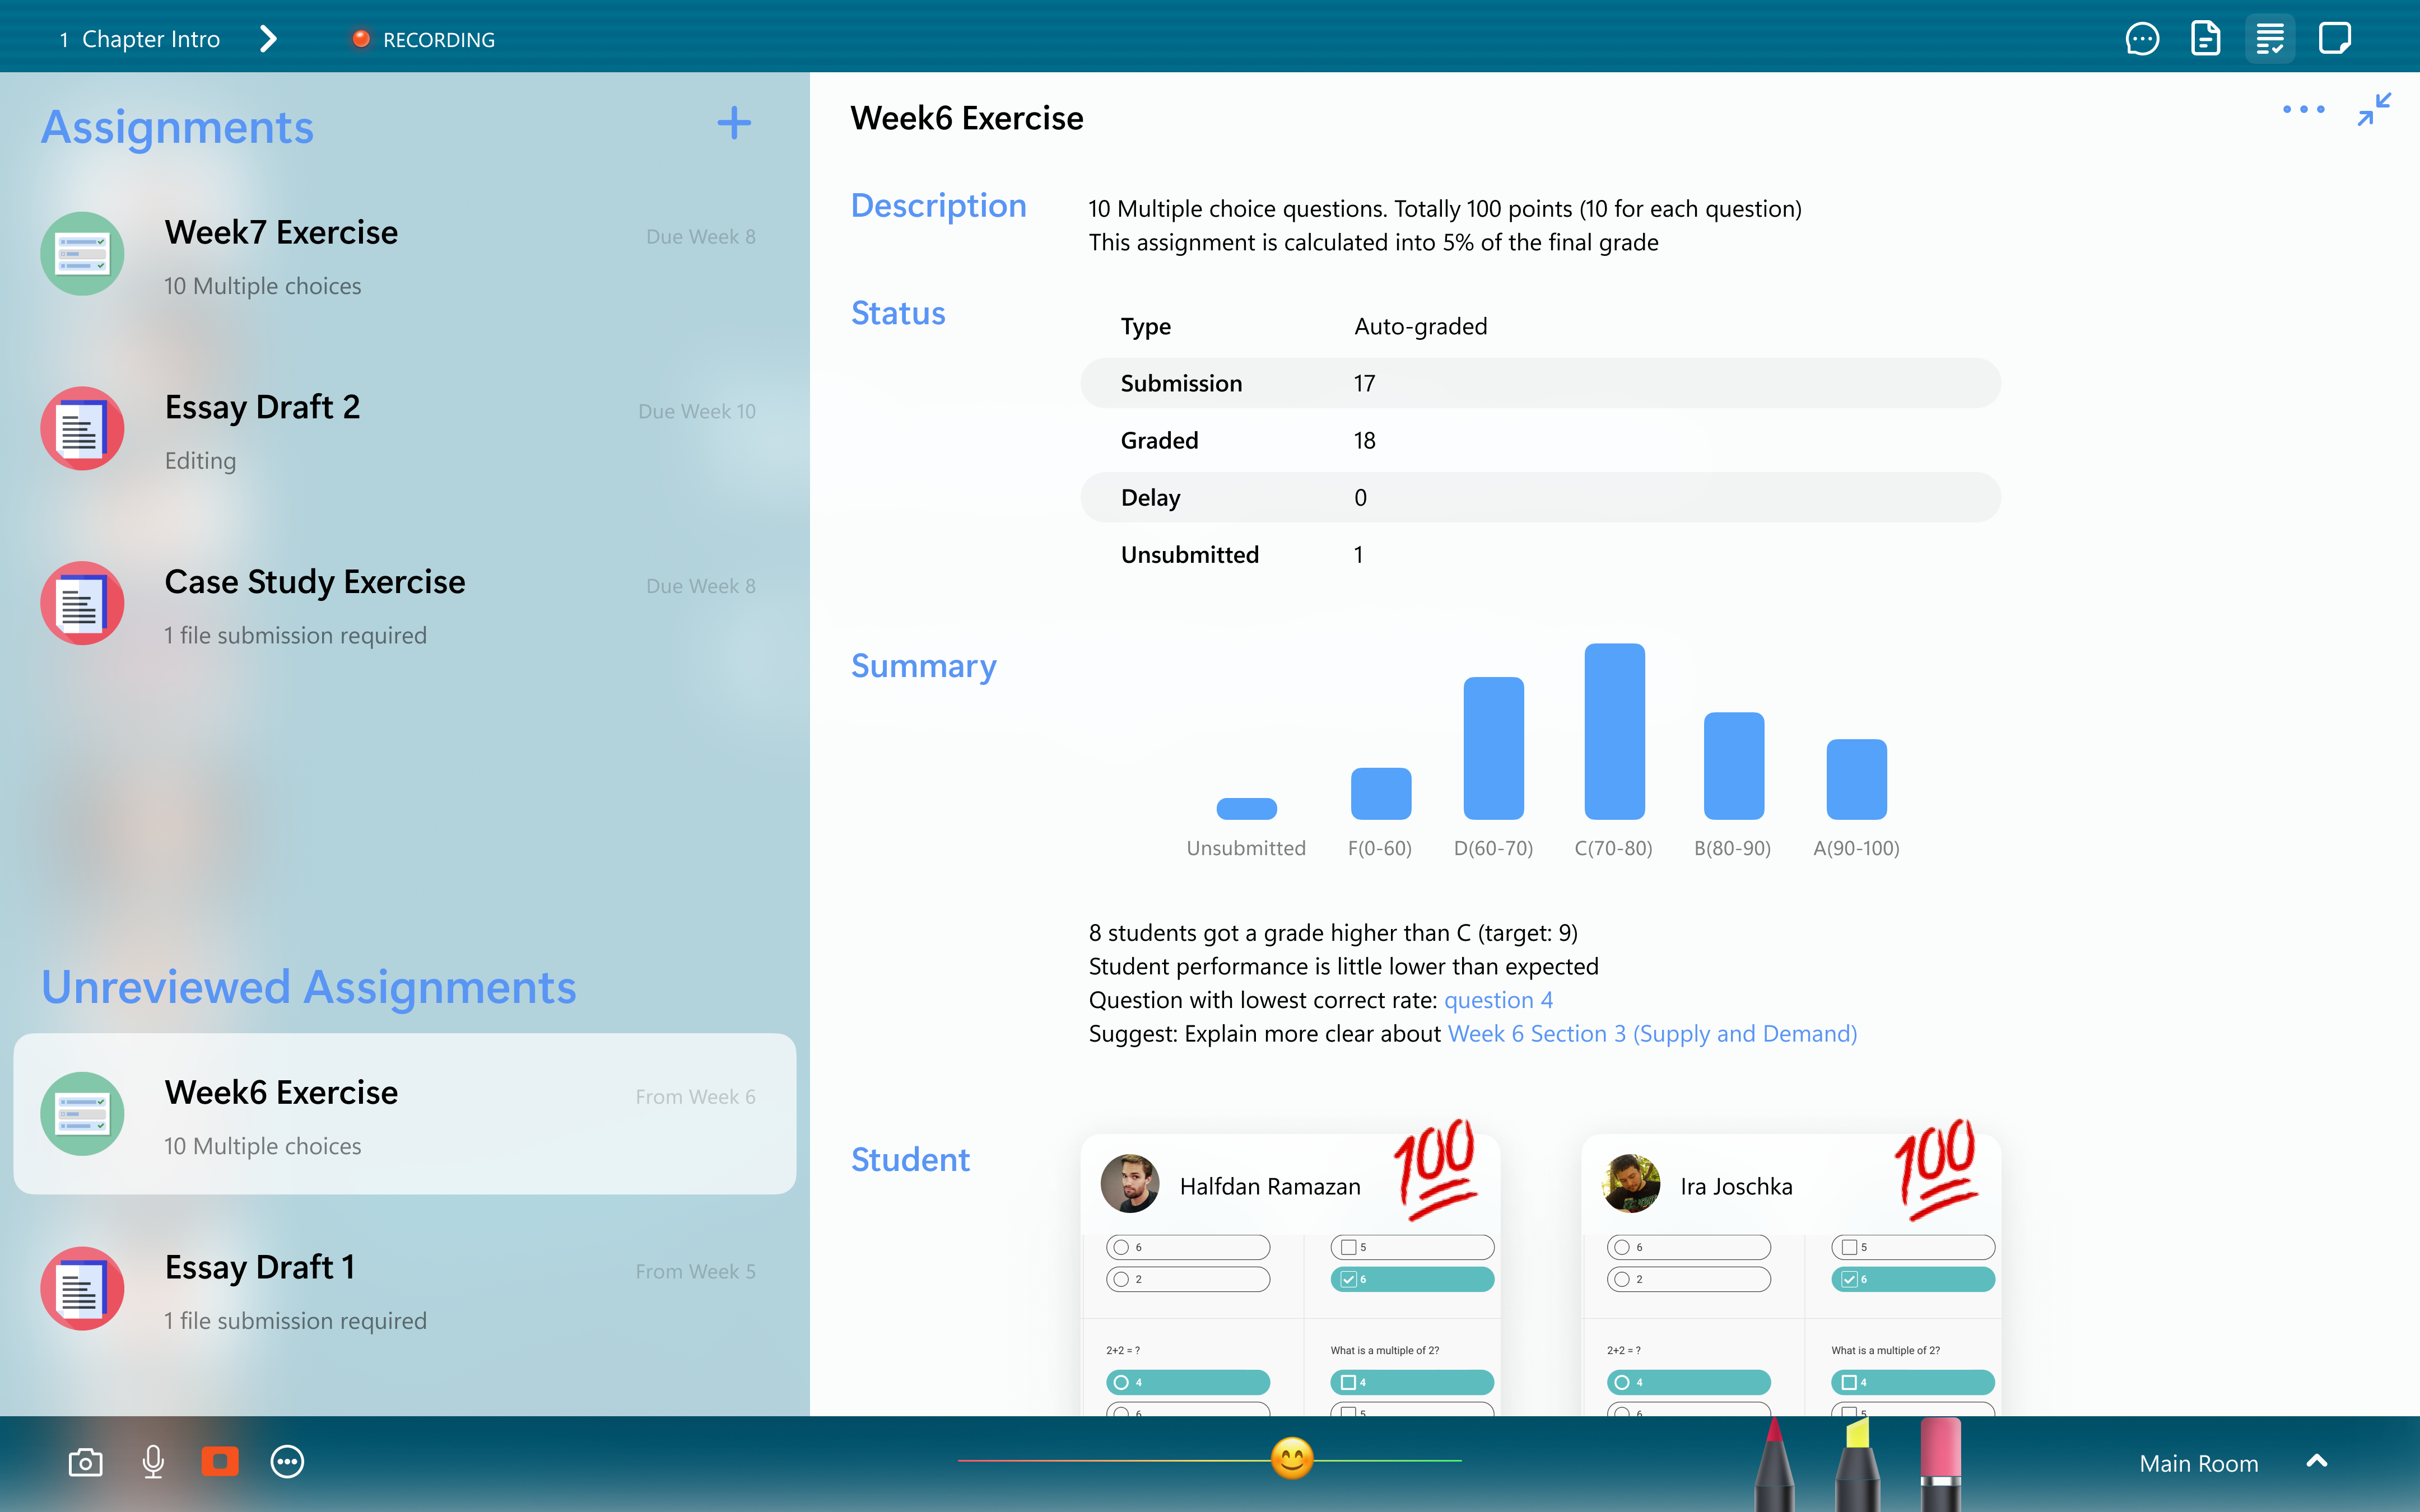 1 Chapter Intro
RECORDING
Assignments
Week7 Exercise
Due Week 8
10 Multiple choices
Essay Draft 2
Due Week 10
Editing
Case Study Exercise
Due Week 8
1 file submission required
Unreviewed Assignments
Week6 Exercise
From Week 6
10 Multiple choices
Essay Draft 1
From Week 5
1 file submission required
Week6 Exercise
Description
10 Multiple choice questions. Totally 100 points (10 for each question)
This assignment is calculated into 5% of the final grade
Status
Type Auto-graded
Submission 17
Graded 18
Delay 0
Unsubmitted 1
Summary
Unsubmitted F(0-60) D(60-70) C(70-80) B(80-90) A(90-100)
8 students got a grade higher than C (target: 9)
Student performance is little lower than expected
Question with lowest correct rate: question 4
Suggest: Explain more clear about Week 6 Section 3 (Supply and Demand)
Student
Halfdan Ramazan
100
6 5
2 6
2+2 = ? What is a multiple of 2?
4 4
6 5
Ira Joschka
100
6 5
2 6
2+2 = ? What is a multiple of 2?
4 4
6 5
Main Room